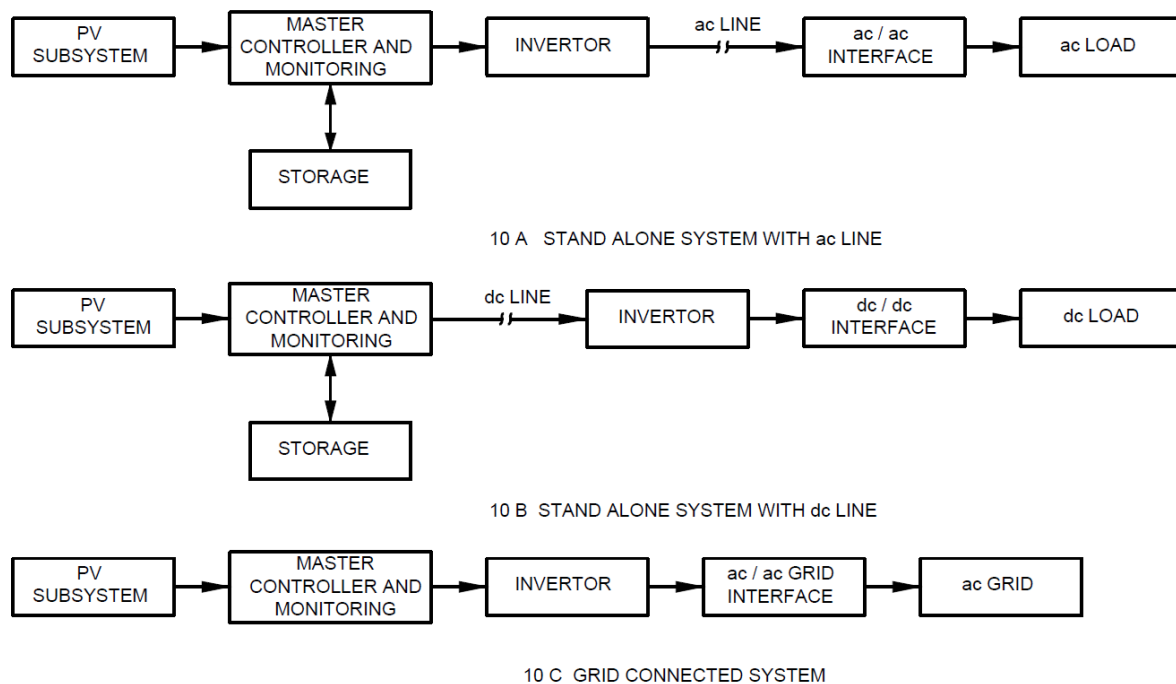 PV
SUBSYSTEM
MASTER
CONTROLLER AND
MONITORING
INVERTOR
ac LINE
ac / ac
INTERFACE
ac LOAD
STORAGE
10 A STAND ALONE SYSTEM WITH ac LINE
PV
SUBSYSTEM
MASTER
CONTROLLER AND
MONITORING
dc LINE
INVERTOR
dc / dc
INTERFACE
dc LOAD
STORAGE
10 B STAND ALONE SYSTEM WITH dc LINE
PV
SUBSYSTEM
MASTER
CONTROLLER AND
MONITORING
INVERTOR
ac / ac GRID
INTERFACE
ac GRID
10 C GRID CONNECTED SYSTEM